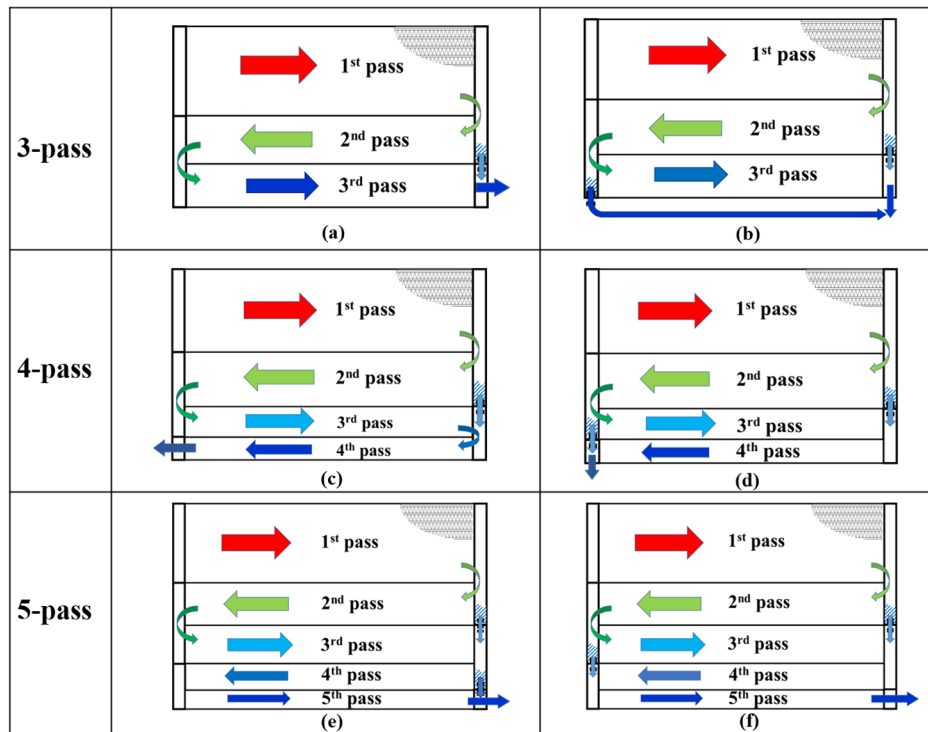 3-pass
1st pass
2nd pass
3rd pass
(a)
1st pass
2nd pass
3rd pass
(b)
4-pass
1st pass
2nd pass
3rd pass
4th pass
(c)
1st pass
2nd pass
3rd pass
4th pass
(d)
5-pass
1st pass
2nd pass
3rd pass
4th pass
5th pass
(e)
1st pass
2nd pass
3rd pass
4th pass
5th pass
(f)